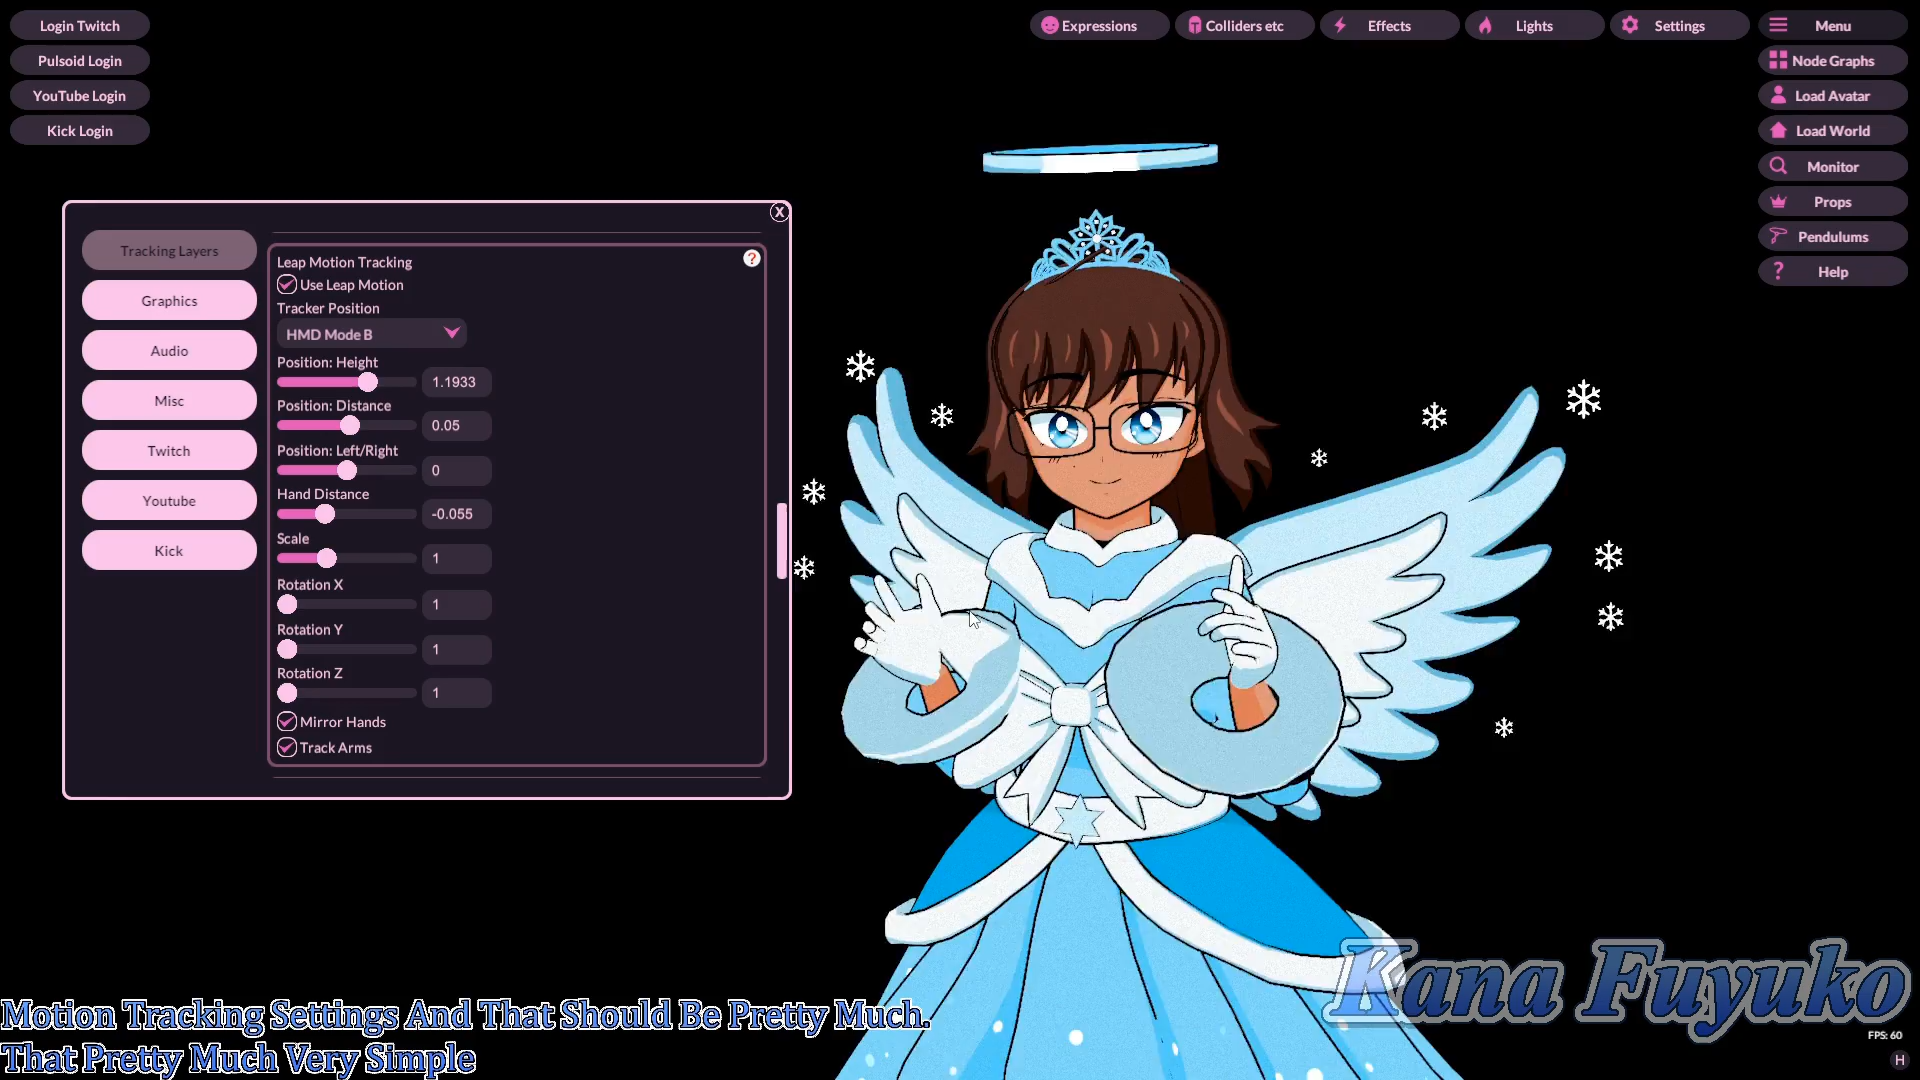 Login Twitch
Pulsoid Login
YouTube Login
Kick Login
Expressions
Colliders etc
Effects
Lights
Settings
Menu
Node Graphs
Load Avatar
Load World
Monitor
Props
Pendulums
? Help
X
Tracking Layers
Graphics
Audio
Misc
Twitch
Youtube
Kick
Leap Motion Tracking
?
Use Leap Motion
Tracker Position
HMD Mode B
Position: Height
1.1933
Position: Distance
0.05
Position: Left/Right
0
Hand Distance
-0.055
Scale
1
Rotation X
1
Rotation Y
1
Rotation Z
1
Mirror Hands
Track Arms
Motion Tracking Settings And That Should Be Pretty Much.
That Pretty Much Very Simple
Kana Fuyuko
FPS: 60
H